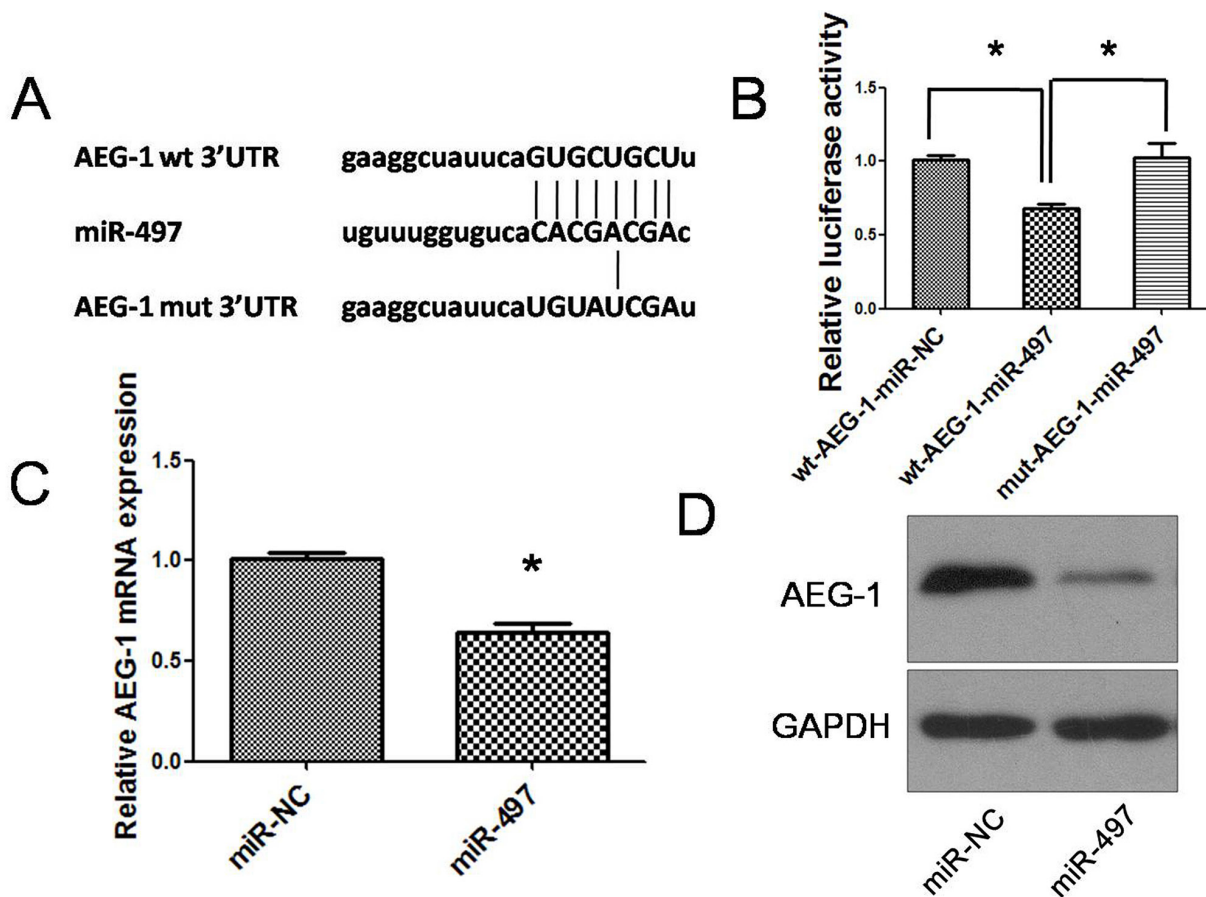 A
AEG-1 wt 3'UTR gaaggcuauucaGUGCUGCUu
miR-497 uguuuggugucaCACGACGAc
AEG-1 mut 3'UTR gaaggcuauucaUGUAUCGAu
B
Relative luciferase activity
* *
1.5
1.0
0.5
0.0
wt-AEG-1-miR-NC
wt-AEG-1-miR-497
mut-AEG-1-miR-497
C
Relative AEG-1 mRNA expression
1.5
1.0
0.5
0.0
*
miR-NC
miR-497
D
AEG-1
GAPDH
miR-NC
miR-497